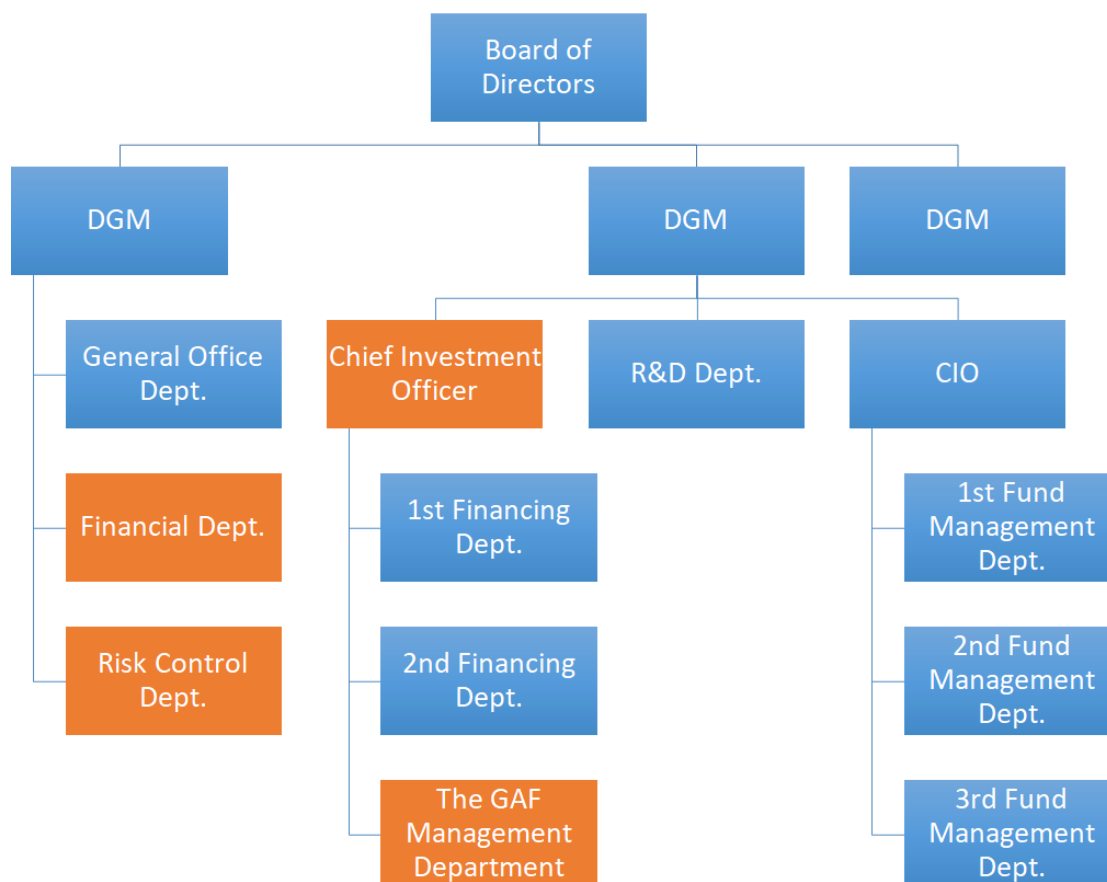 Board of
Directors
DGM
DGM
DGM
General Office
Dept.
Chief Investment
Officer
R&D Dept.
CIO
Financial Dept.
1st Financing
Dept.
1st Fund
Management
Dept.
Risk Control
Dept.
2nd Financing
Dept.
2nd Fund
Management
Dept.
The GAF
Management
Department
3rd Fund
Management
Dept.